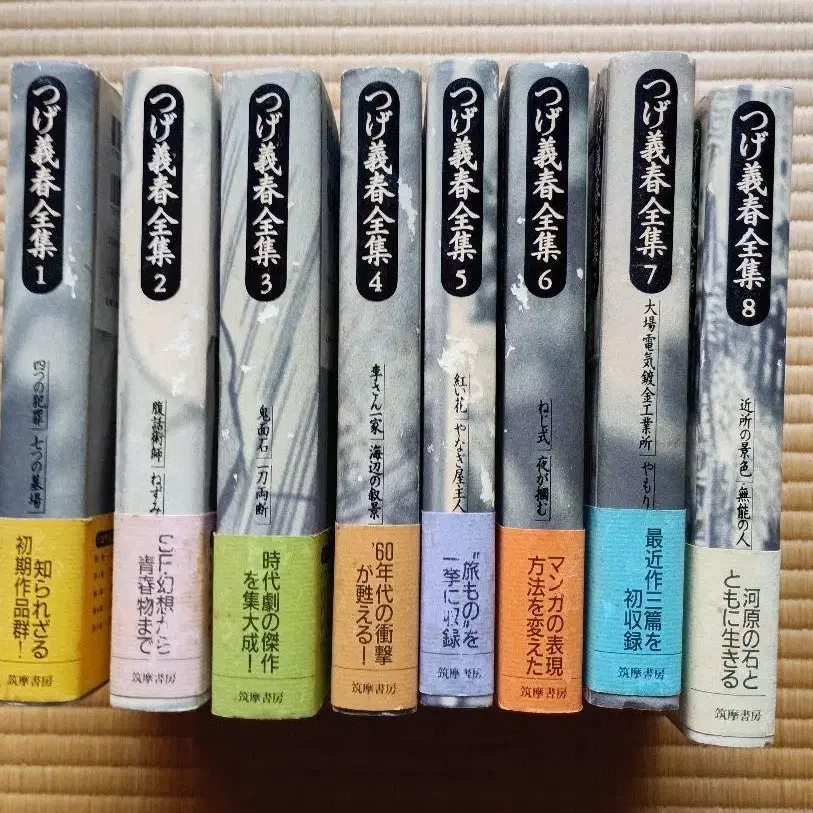 つげ義春全集1
四つの犯罪 七つの墓場
知られざる
初期作品群!
筑摩書房
つげ義春全集2
腹話術師 ねずみ
SF・幻想から
青春物まで
筑摩書房
つげ義春全集3
鬼面石 一刀両断
時代劇の傑作
を集大成!
筑摩書房
つげ義春全集4
李さん一家 海辺の叙景
'60年代の衝撃
が甦える!
筑摩書房
つげ義春全集5
紅い花 やなぎ屋主人
"旅もの"を
一挙に収録
筑摩書房
つげ義春全集6
ねじ式 夜が掴む
マンガの表現
方法を変えた
筑摩書房
つげ義春全集7
大場電気鍍金工業所 やもり
最近作三篇を
初収録
筑摩書房
つげ義春全集8
近所の景色 無能の人
河原の石と
ともに生きる
筑摩書房